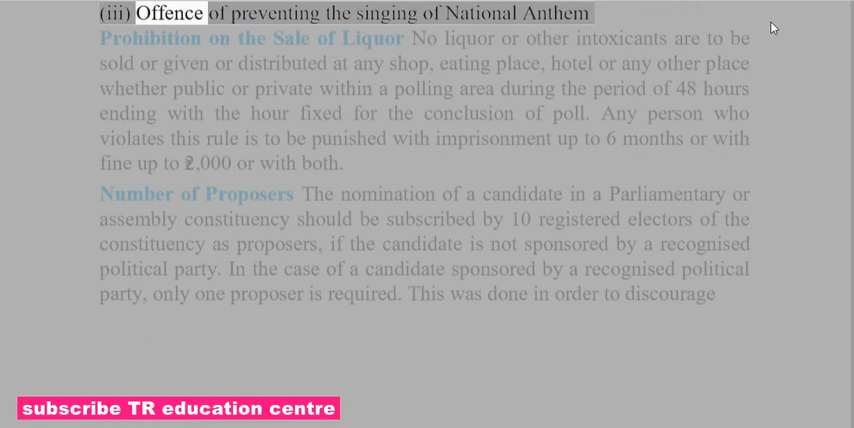 (iii) Offence of preventing the singing of National Anthem
Prohibition on the Sale of Liquor No liquor or other intoxicants are to be
sold or given or distributed at any shop, eating place, hotel or any other place
whether public or private within a polling area during the period of 48 hours
ending with the hour fixed for the conclusion of poll. Any person who
violates this rule is to be punished with imprisonment up to 6 months or with
fine up to ₹2,000 or with both.
Number of Proposers The nomination of a candidate in a Parliamentary or
assembly constituency should be subscribed by 10 registered electors of the
constituency as proposers, if the candidate is not sponsored by a recognised
political party. In the case of a candidate sponsored by a recognised political
party, only one proposer is required. This was done in order to discourage
subscribe TR education centre